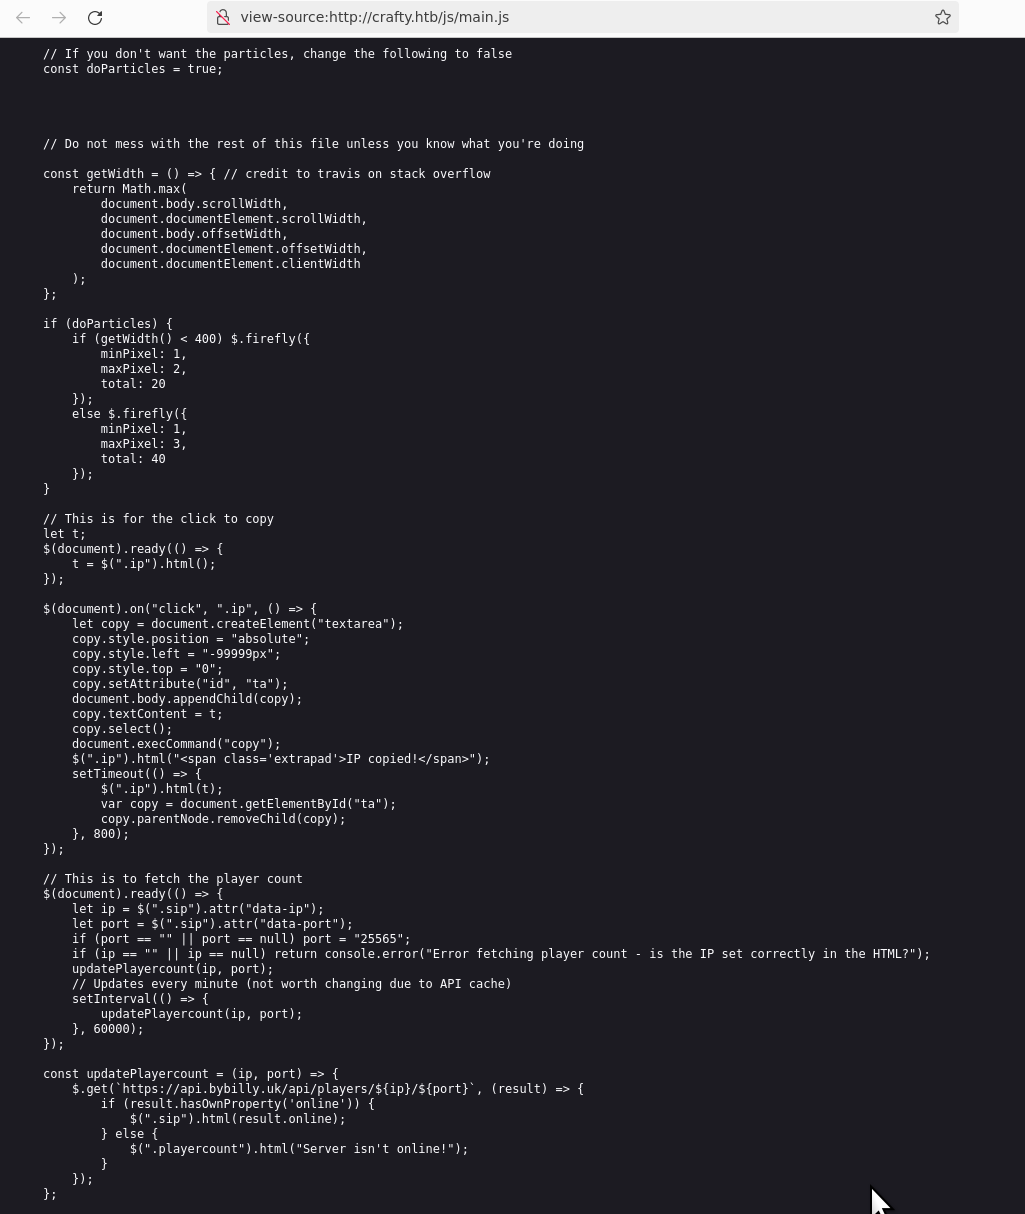 view-source:http://crafty.htb/js/main.js
// If you don't want the particles, change the following to false
const doParticles = true;
// Do not mess with the rest of this file unless you know what you're doing
const getWidth = () => { // credit to travis on stack overflow
    return Math.max(
        document.body.scrollWidth,
        document.documentElement.scrollWidth,
        document.body.offsetWidth,
        document.documentElement.offsetWidth,
        document.documentElement.clientWidth
    );
};
if (doParticles) {
    if (getWidth() < 400) $.firefly({
        minPixel: 1,
        maxPixel: 2,
        total: 20
    });
    else $.firefly({
        minPixel: 1,
        maxPixel: 3,
        total: 40
    });
}
// This is for the click to copy
let t;
$(document).ready(() => {
    t = $(".ip").html();
});
$(document).on("click", ".ip", () => {
    let copy = document.createElement("textarea");
    copy.style.position = "absolute";
    copy.style.left = "-99999px";
    copy.style.top = "0";
    copy.setAttribute("id", "ta");
    document.body.appendChild(copy);
    copy.textContent = t;
    copy.select();
    document.execCommand("copy");
    $(".ip").html("<span class='extrapad'>IP copied!</span>");
    setTimeout(() => {
        $(".ip").html(t);
        var copy = document.getElementById("ta");
        copy.parentNode.removeChild(copy);
    }, 800);
});
// This is to fetch the player count
$(document).ready(() => {
    let ip = $(".sip").attr("data-ip");
    let port = $(".sip").attr("data-port");
    if (port == "" || port == null) port = "25565";
    if (ip == "" || ip == null) return console.error("Error fetching player count - is the IP set correctly in the HTML?");
    updatePlayercount(ip, port);
    // Updates every minute (not worth changing due to API cache)
    setInterval(() => {
        updatePlayercount(ip, port);
    }, 60000);
});
const updatePlayercount = (ip, port) => {
    $.get(`https://api.bybilly.uk/api/players/${ip}/${port}`, (result) => {
        if (result.hasOwnProperty('online')) {
            $(".sip").html(result.online);
        } else {
            $(".playercount").html("Server isn't online!");
        }
    });
};